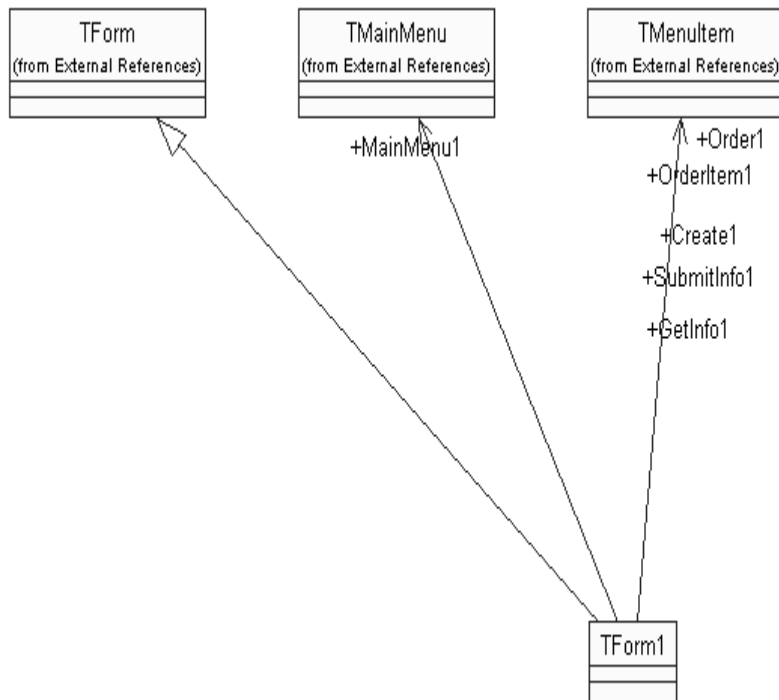 TForm
(from External References)
TMainMenu
(from External References)
TMenuItem
(from External References)
+MainMenu1
+Order1
+OrderItem1
+Create1
+SubmitInfo1
+GetInfo1
TForm1